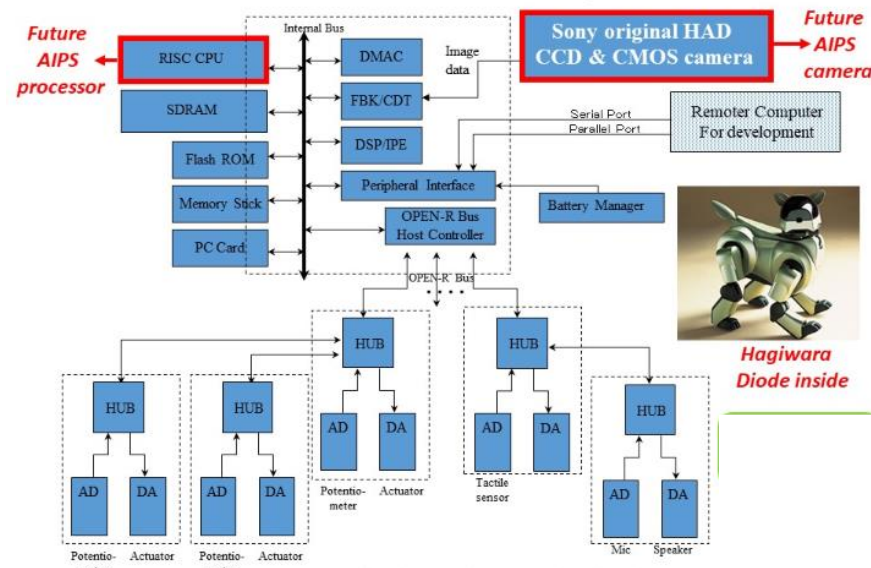 Future
AIPS
processor
RISC CPU
SDRAM
Flash ROM
Memory Stick
PC Card
Internal Bus
DMAC
FBK/CDT
DSP/IPE
Peripheral Interface
OPEN-R Bus
Host Controller
Image
data
Sony original HAD
CCD & CMOS camera
Future
AIPS
camera
Serial Port
Parallel Port
Remoter Computer
For development
Battery Manager
OPEN-R Bus
Hagiwara
Diode inside
HUB
HUB
HUB
HUB
HUB
AD
DA
Potentio-
meter
Actuator
AD
DA
Tactile
sensor
AD
DA
Potentio-
Actuator
AD
DA
Potentio-
Actuator
AD
DA
Mic
Speaker